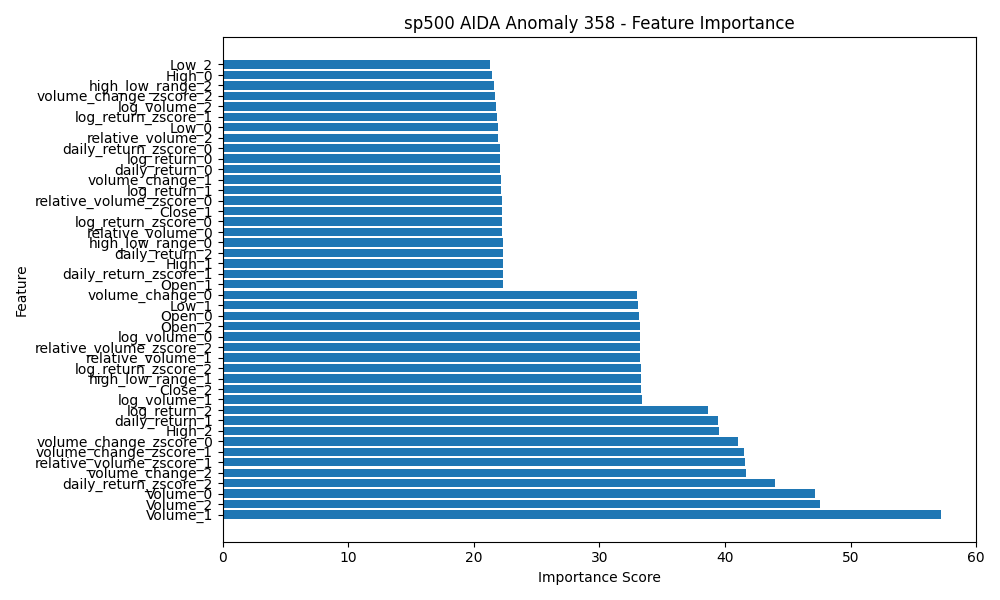 sp500 AIDA Anomaly 358 - Feature Importance
Low_2
High_0
high_low_range_2
volume_change_zscore_2
log_volume_2
log_return_zscore_1
Low_0
relative_volume_2
daily_return_zscore_0
log_return_0
daily_return_0
volume_change_1
log_return_1
relative_volume_zscore_0
Close_1
log_return_zscore_0
relative_volume_0
high_low_range_0
daily_return_2
High_1
daily_return_zscore_1
Open_1
volume_change_0
Low_1
Open_0
Open_2
log_volume_0
relative_volume_zscore_2
relative_volume_1
log_return_zscore_2
high_low_range_1
Close_2
log_volume_1
log_return_2
daily_return_1
High_2
volume_change_zscore_0
volume_change_zscore_1
relative_volume_zscore_1
volume_change_2
daily_return_zscore_2
Volume_0
Volume_2
Volume_1
Feature
0 10 20 30 40 50 60
Importance Score